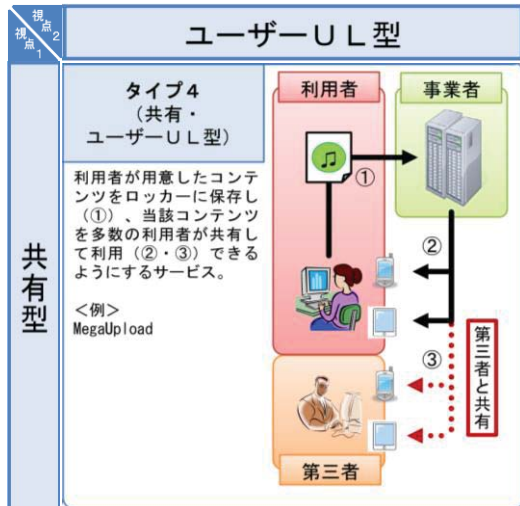 視点2
視点1
ユーザーUL型
共有型
タイプ4
（共有・
ユーザーUL型）
利用者が用意したコンテ
ンツをロッカーに保存し
（①）、当該コンテンツ
を多数の利用者が共有し
て利用（②・③）できる
ようにするサービス。
＜例＞
MegaUpload
利用者
事業者
①
②
③
第三者と共有
第三者